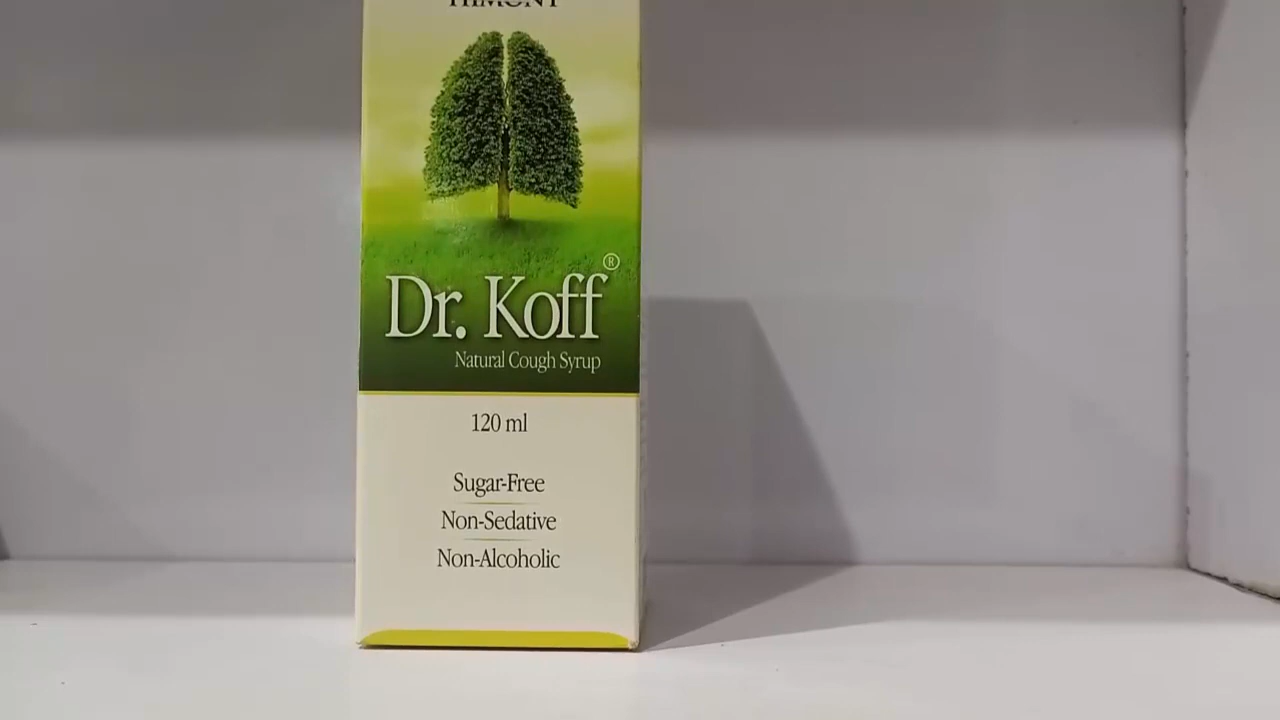 Dr. Koff®
Natural Cough Syrup
120 ml
Sugar-Free
Non-Sedative
Non-Alcoholic